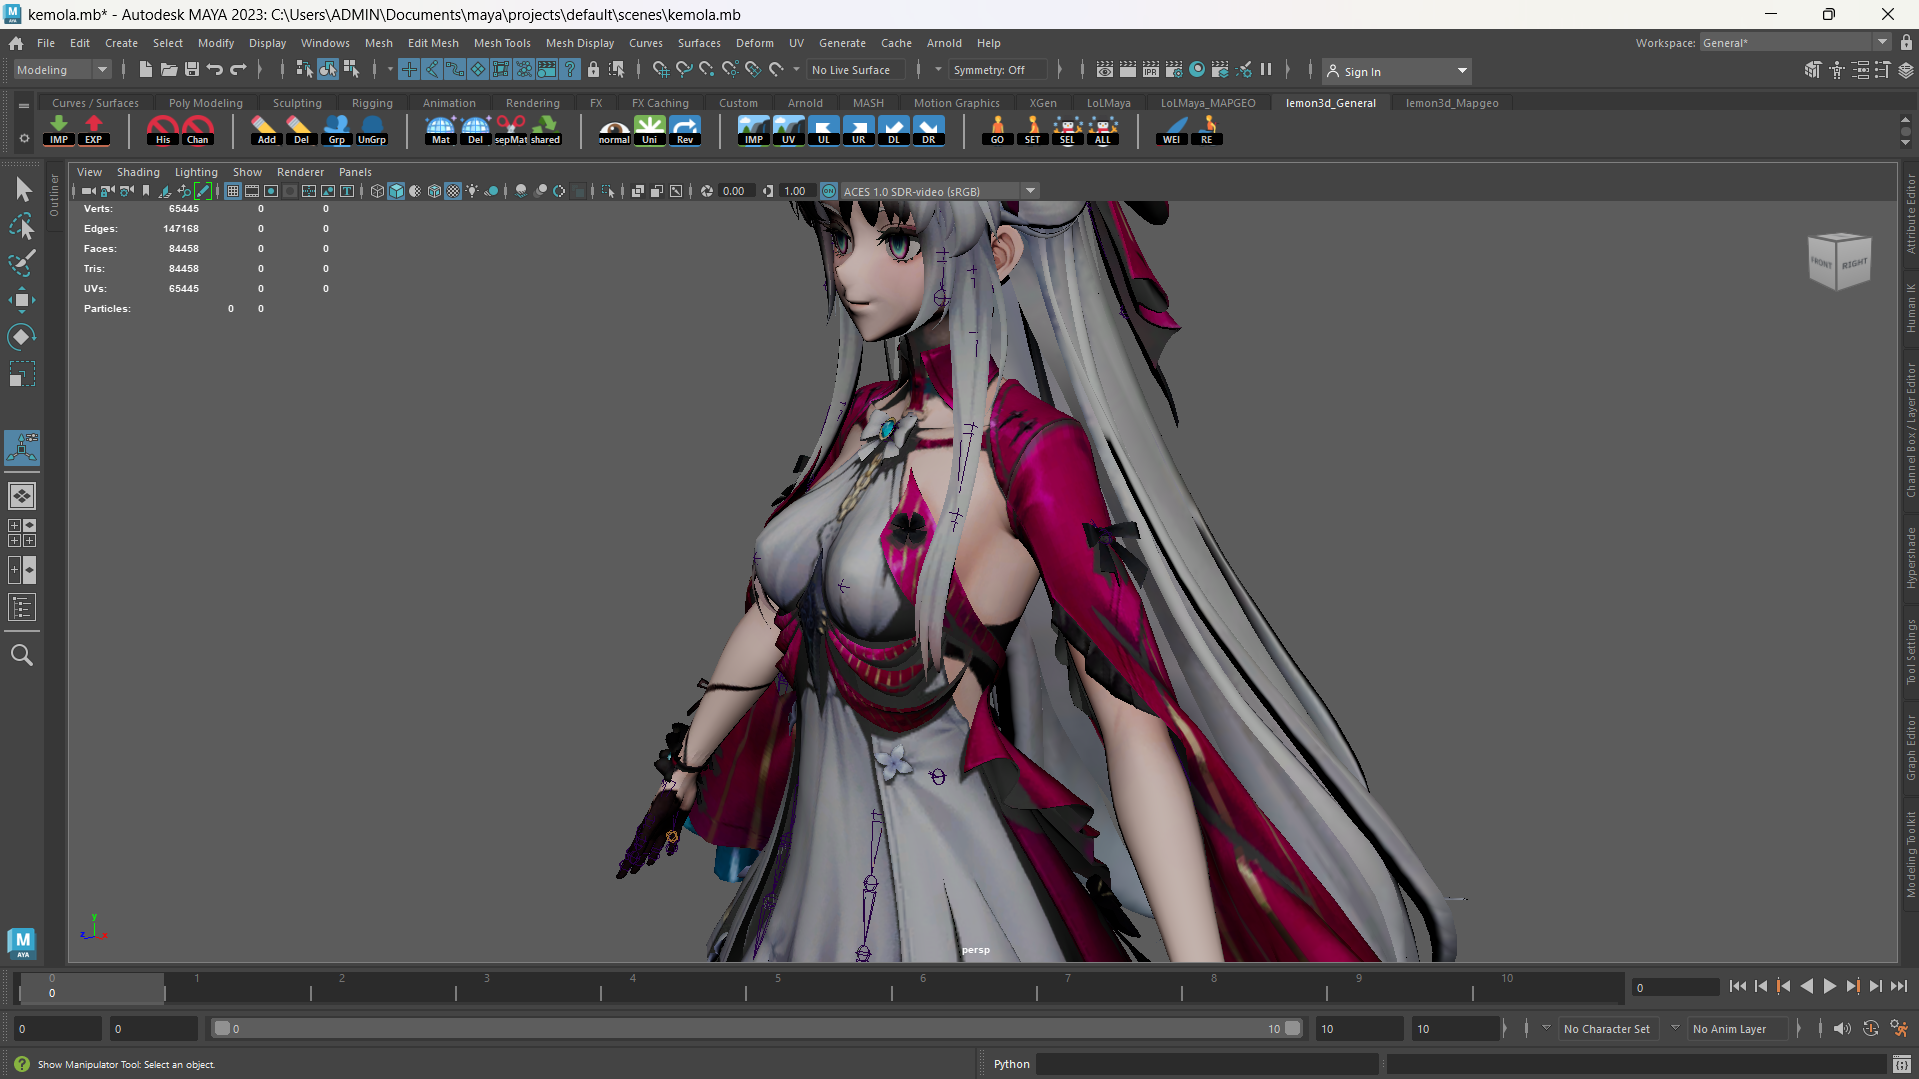 kemola.mb* - Autodesk MAYA 2023: C:\Users\ADMIN\Documents\maya\projects\default\scenes\kemola.mb
File Edit Create Select Modify Display Windows Mesh Edit Mesh Mesh Tools Mesh Display Curves Surfaces Deform UV Generate Cache Arnold Help Workspace: General*
Modeling No Live Surface Symmetry: Off IPR Sign In
Curves / Surfaces Poly Modeling Sculpting Rigging Animation Rendering FX FX Caching Custom Arnold MASH Motion Graphics XGen LoLMaya LoLMaya_MAPGEO lemon3d_General lemon3d_Mapgeo
IMP EXP His Chan Add Del Grp UnGrp Mat Del sepMat shared normal Uni Rev IMP UV UL UR DL DR GO SET SEL ALL WEI RE
View Shading Lighting Show Renderer Panels
0.00 1.00 ON ACES 1.0 SDR-video (sRGB)
Outliner
Verts: 65445 0 0
Edges: 147168 0 0
Faces: 84458 0 0
Tris: 84458 0 0
UVs: 65445 0 0
Particles: 0 0
FRONT RIGHT
Attribute Editor
Human IK
Channel Box / Layer Editor
Hypershade
Tool Settings
Graph Editor
Modeling Toolkit
y
z x
persp
M
AYA
0 1 2 3 4 5 6 7 8 9 10
0 0
0 0 0 10 10 10 No Character Set No Anim Layer
Show Manipulator Tool: Select an object. Python